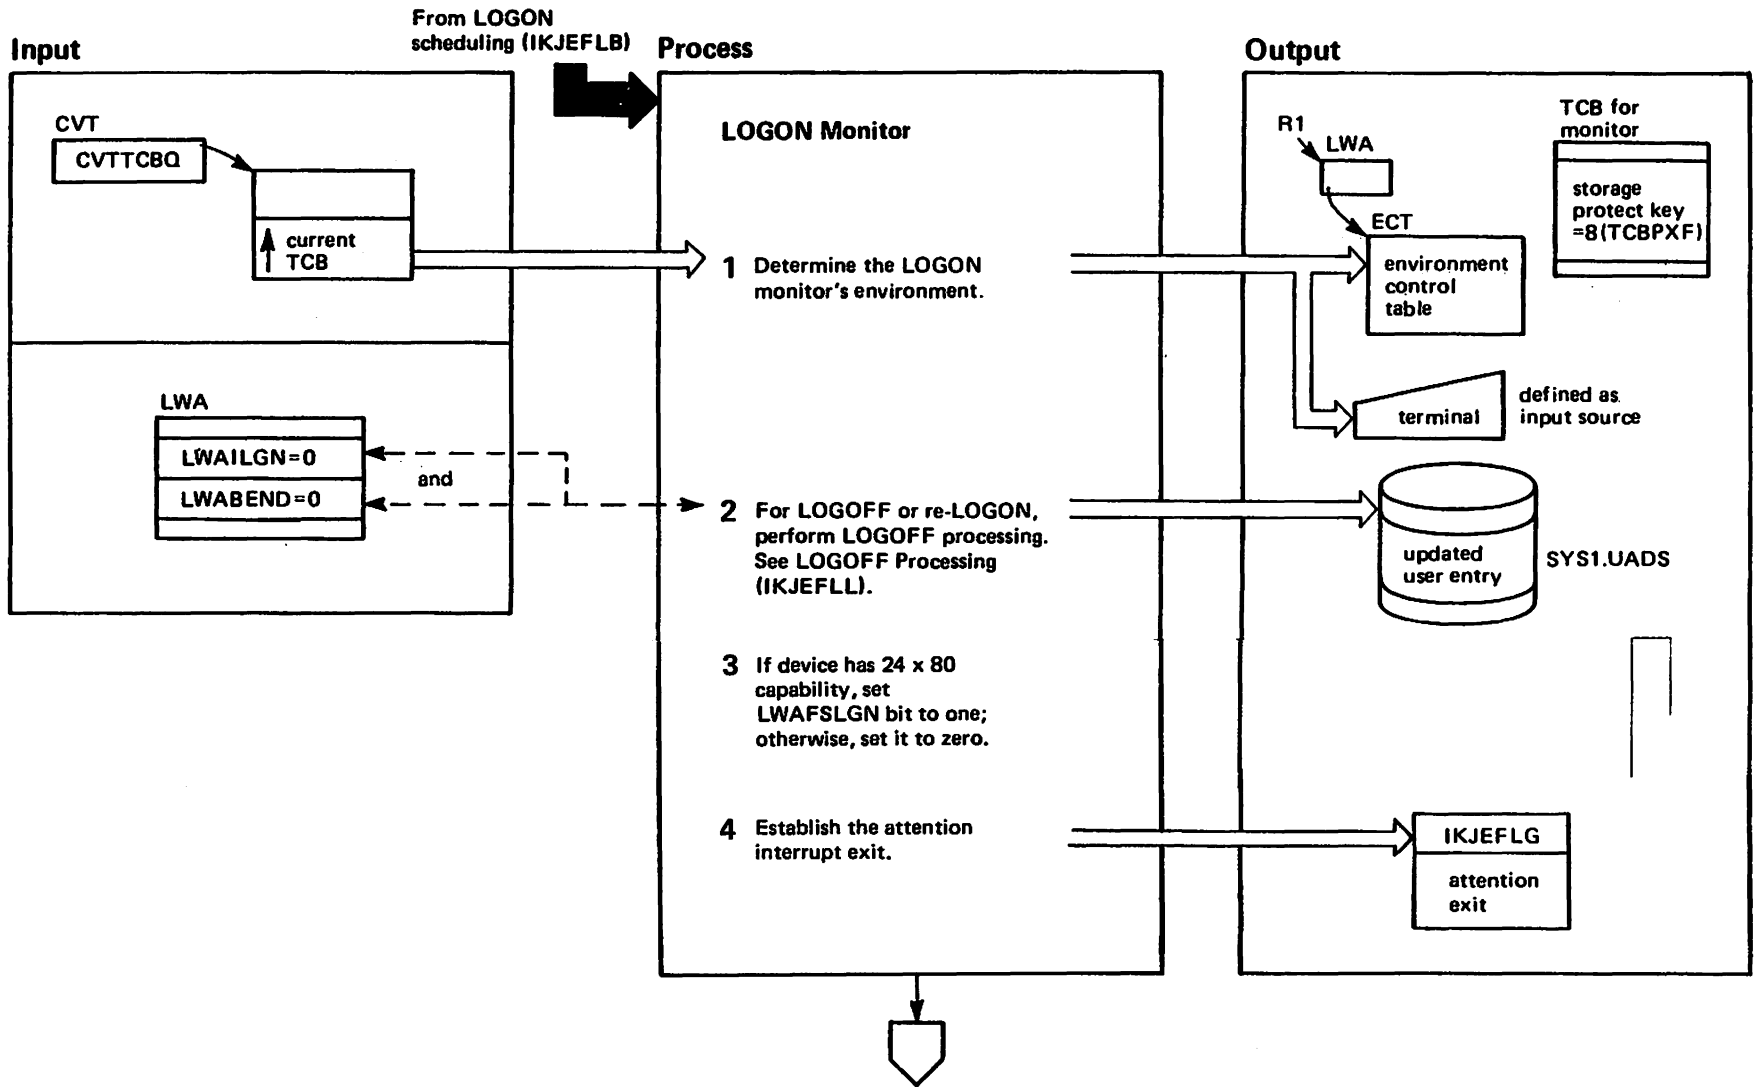 From LOGON
scheduling (IKJEFLB)
Input
CVT
CVTTCBQ
current
TCB
LWA
LWAILGN=0
and
LWABEND=0
Process
LOGON Monitor
1 Determine the LOGON
monitor's environment.
2 For LOGOFF or re-LOGON,
perform LOGOFF processing.
See LOGOFF Processing
(IKJEFLL).
3 If device has 24 x 80
capability, set
LWAFSLGN bit to one;
otherwise, set it to zero.
4 Establish the attention
interrupt exit.
Output
R1
LWA
ECT
environment
control
table
TCB for
monitor
storage
protect key
=8(TCBPXF)
terminal
defined as
input source
updated
user entry
SYS1.UADS
IKJEFLG
attention
exit